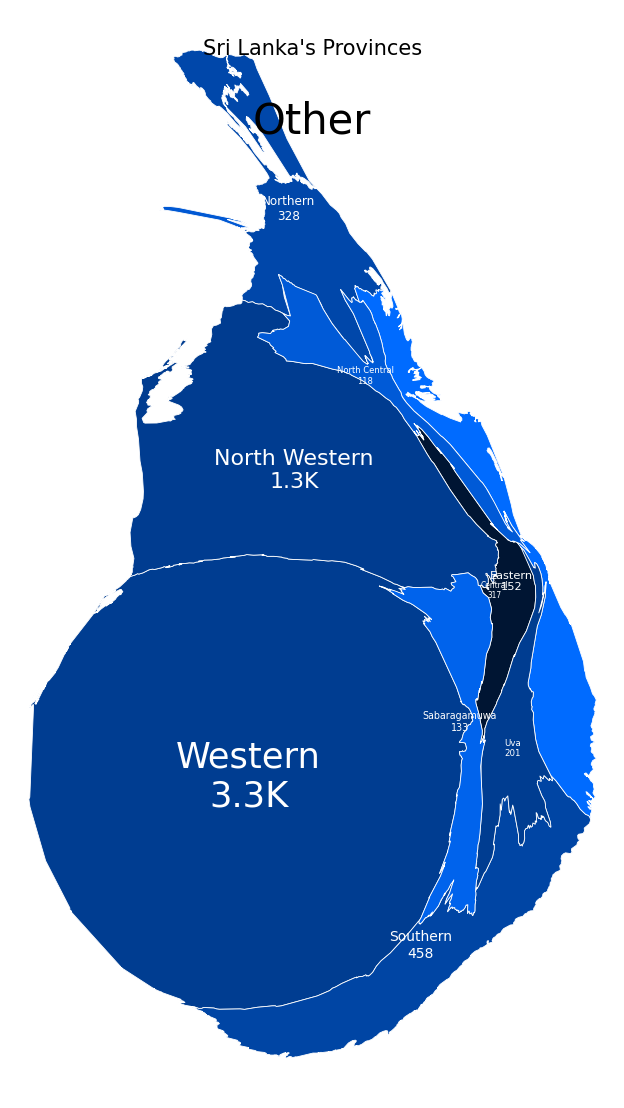 Sri Lanka's Provinces
Other
Northern
328
North Central
118
North Western
1.3K
Eastern
152
Central
317
Sabaragamuwa
133
Uva
201
Western
3.3K
Southern
458